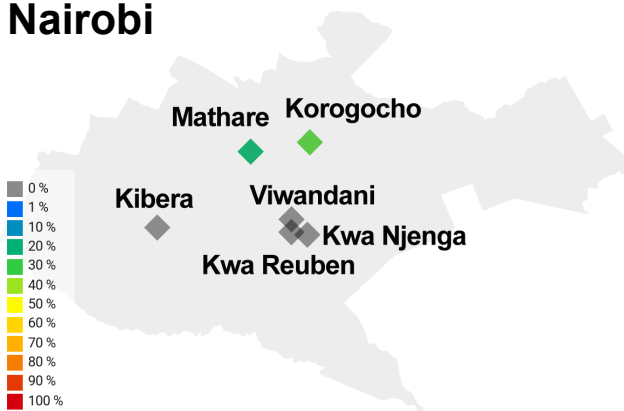 Nairobi
Mathare
Korogocho
Kibera
Viwandani
Kwa Njenga
Kwa Reuben
0 %
1 %
10 %
20 %
30 %
40 %
50 %
60 %
70 %
80 %
90 %
100 %